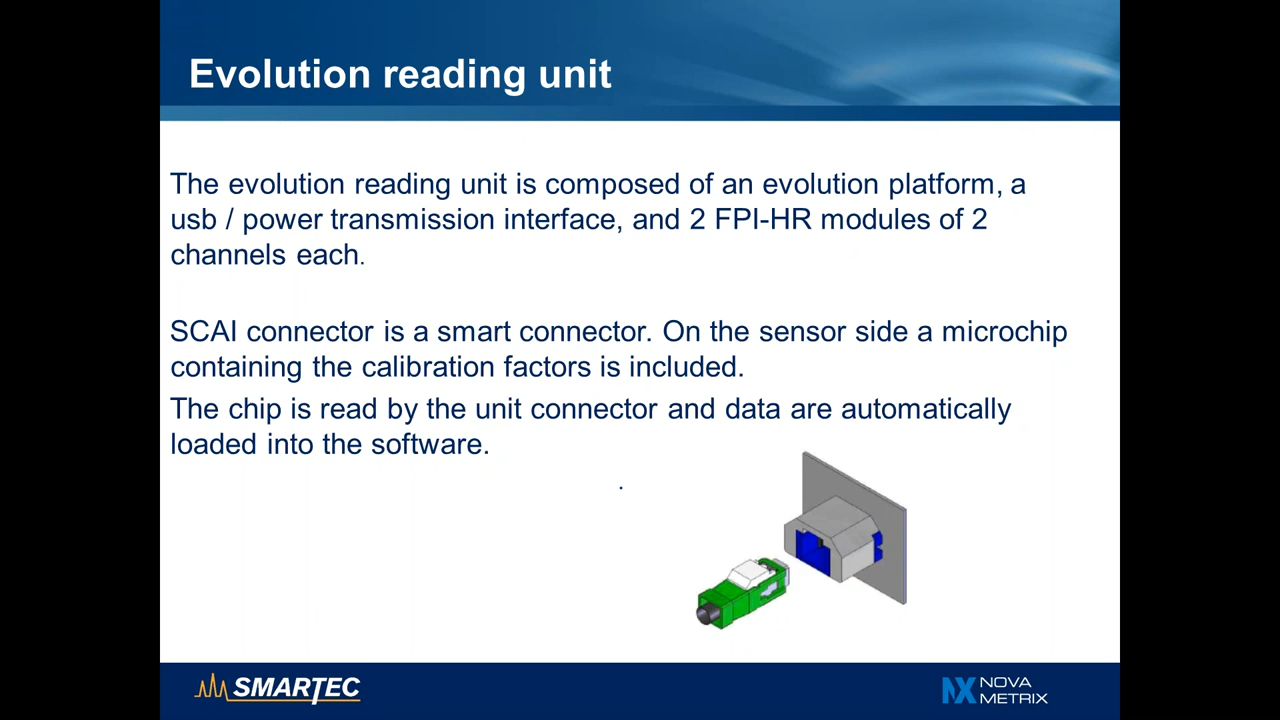 Evolution reading unit
The evolution reading unit is composed of an evolution platform, a
usb / power transmission interface, and 2 FPI-HR modules of 2
channels each.
SCAI connector is a smart connector. On the sensor side a microchip
containing the calibration factors is included.
The chip is read by the unit connector and data are automatically
loaded into the software.
.
SMARTEC
NOVA
METRIX